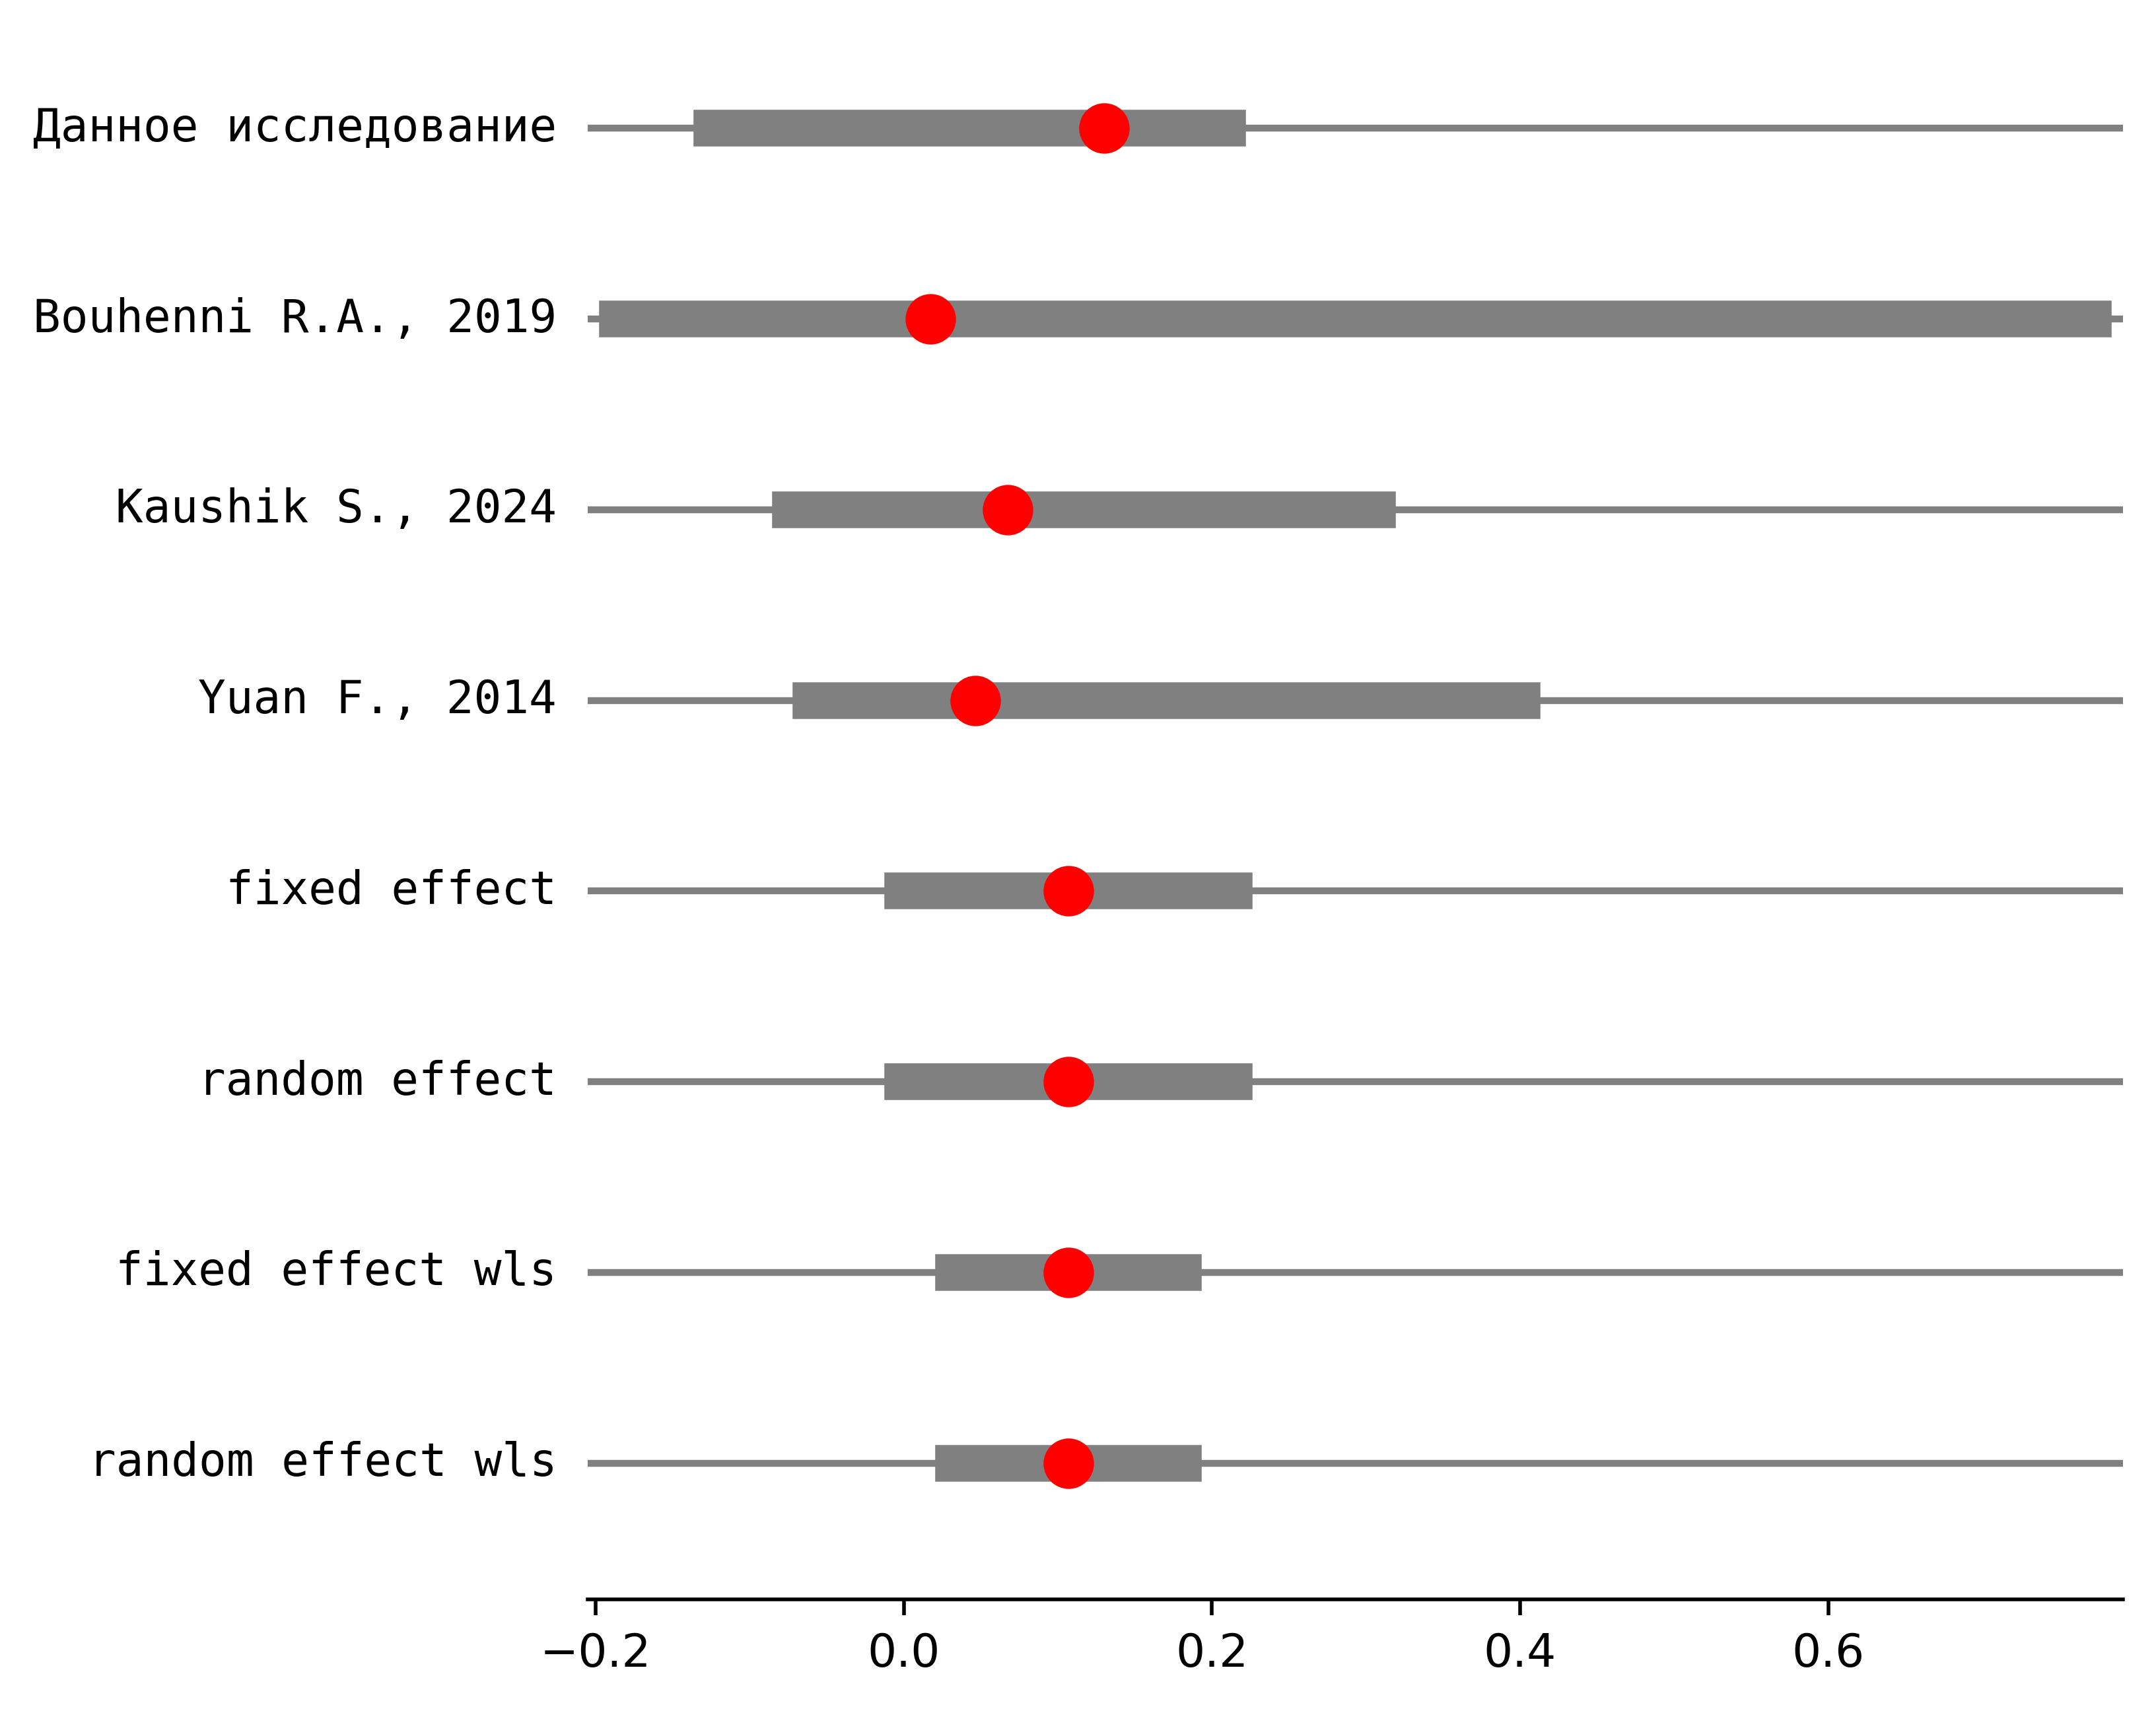 Данное исследование
Bouhenni R.A., 2019
Kaushik S., 2024
Yuan F., 2014
fixed effect
random effect
fixed effect wls
random effect wls
−0.2 0.0 0.2 0.4 0.6